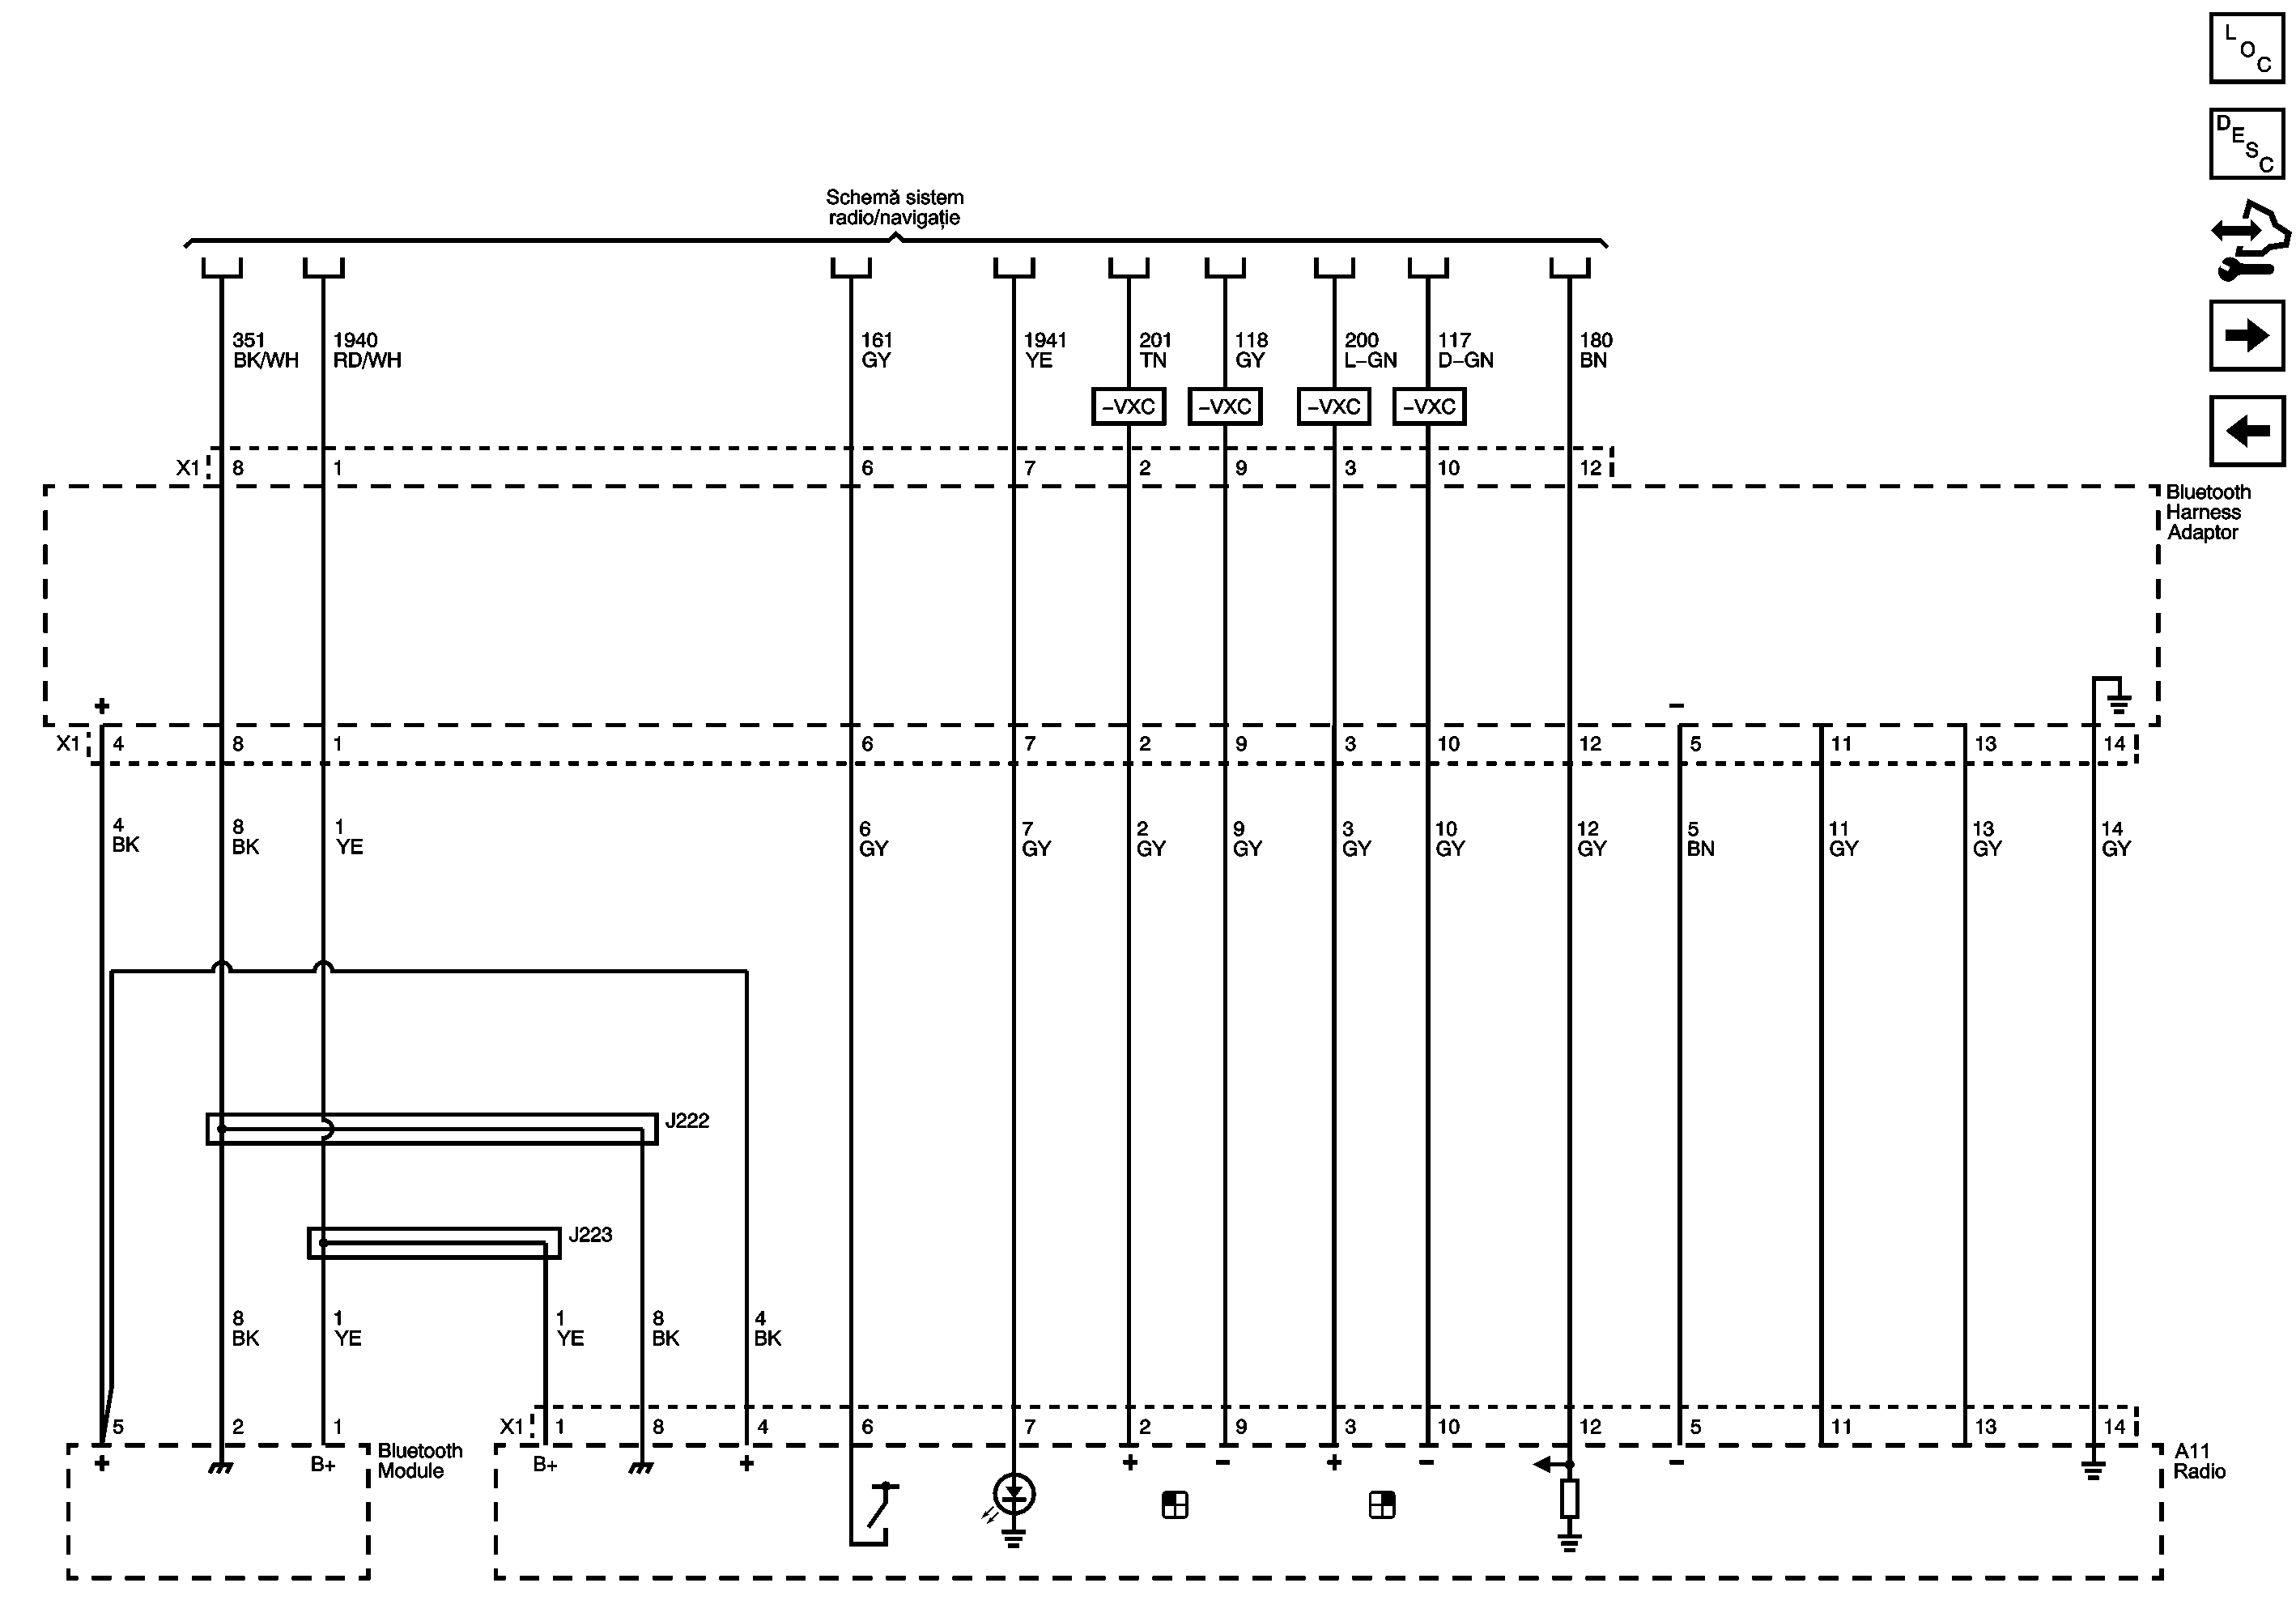 L
O
C
D
E
S
C
Schemă sistem
radio/navigație
351
BK/WH
1940
RD/WH
161
GY
1941
YE
201
TN
118
GY
200
L-GN
117
D-GN
180
BN
-VXC
-VXC
-VXC
-VXC
X1 8 1 6 7 2 9 3 10 12
Bluetooth
Harness
Adaptor
+ -
X1 4 8 1 6 7 2 9 3 10 12 5 11 13 14
4
BK
8
BK
1
YE
6
GY
7
GY
2
GY
9
GY
3
GY
10
GY
12
GY
5
BN
11
GY
13
GY
14
GY
J222
J223
8
BK
1
YE
1
YE
8
BK
4
BK
5 2 1 X1 1 8 4 6 7 2 9 3 10 12 5 11 13 14
+ B+
Bluetooth
Module
B+ + + - + - -
A11
Radio